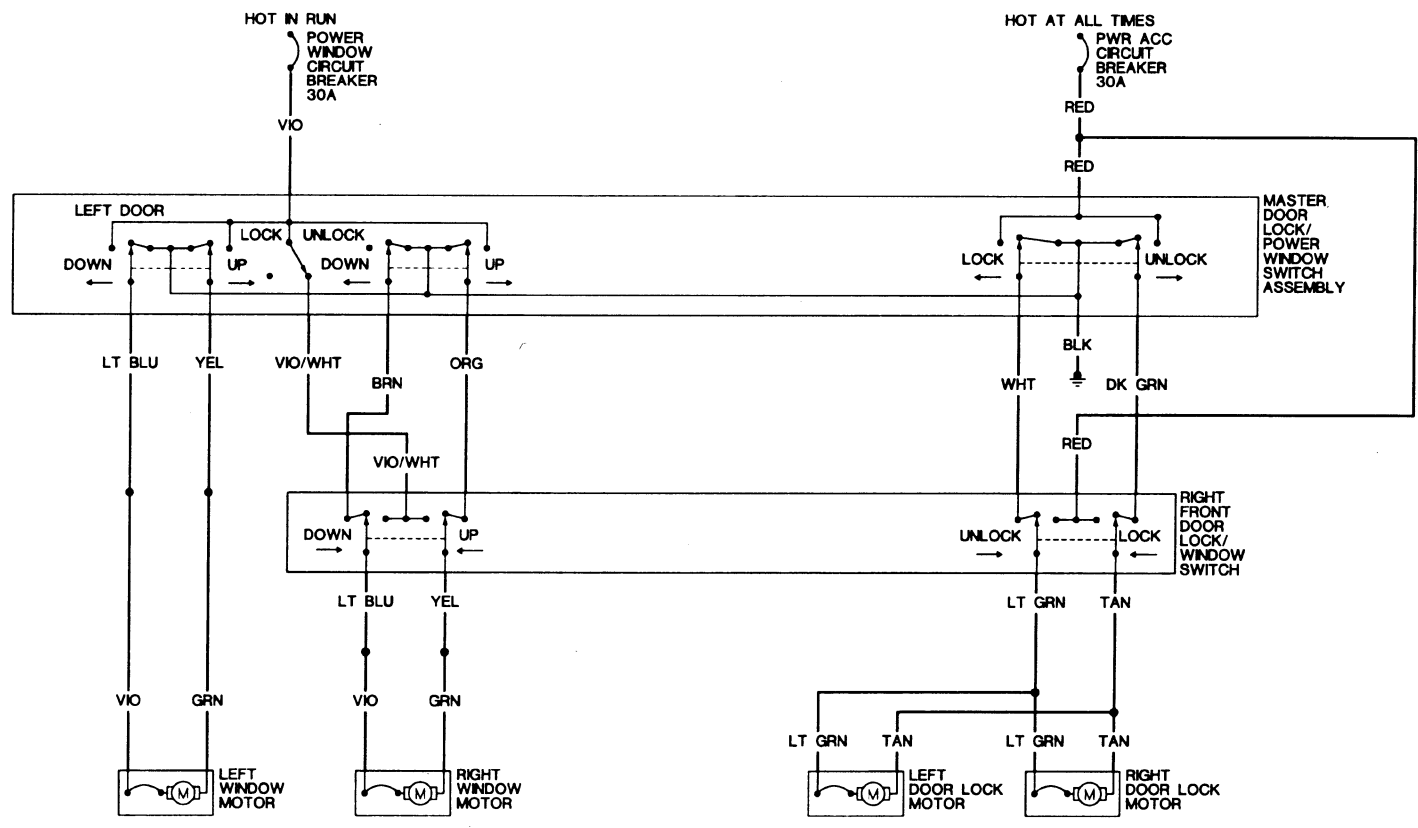 HOT IN RUN
POWER
WINDOW
CIRCUIT
BREAKER
30A
VIO
HOT AT ALL TIMES
PWR ACC
CIRCUIT
BREAKER
30A
RED
RED
LEFT DOOR
LOCK
UNLOCK
DOWN
UP
DOWN
UP
LOCK
UNLOCK
MASTER
DOOR
LOCK/
POWER
WINDOW
SWITCH
ASSEMBLY
LT BLU
YEL
VIO/WHT
BRN
ORG
WHT
BLK
DK GRN
VIO/WHT
RED
DOWN
UP
UNLOCK
LOCK
RIGHT
FRONT
DOOR
LOCK/
WINDOW
SWITCH
LT BLU
YEL
LT GRN
TAN
VIO
GRN
VIO
GRN
LT GRN
TAN
LT GRN
TAN
M
LEFT
WINDOW
MOTOR
M
RIGHT
WINDOW
MOTOR
M
LEFT
DOOR LOCK
MOTOR
M
RIGHT
DOOR LOCK
MOTOR